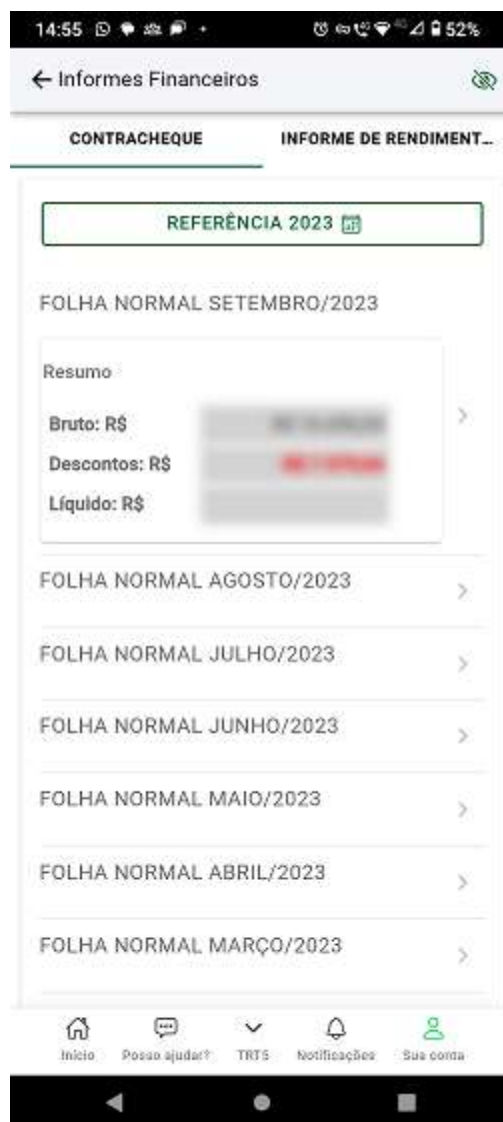 14:55
52%
Informes Financeiros
CONTRACHEQUE
INFORME DE RENDIMENT...
REFERÊNCIA 2023
FOLHA NORMAL SETEMBRO/2023
Resumo
Bruto: R$
Descontos: R$
Líquido: R$
FOLHA NORMAL AGOSTO/2023
FOLHA NORMAL JULHO/2023
FOLHA NORMAL JUNHO/2023
FOLHA NORMAL MAIO/2023
FOLHA NORMAL ABRIL/2023
FOLHA NORMAL MARÇO/2023
Início Posso ajudar? TRT5 Notificações Sua conta